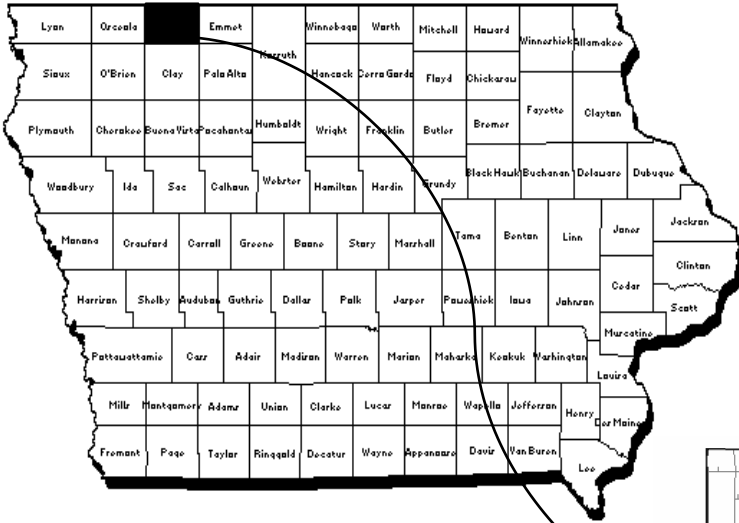 Lyon Osceola Emmet Winnebago Worth Mitchell Howard Winneshiek Allamakee
Kossuth
Sioux O'Brien Clay Palo Alto Hancock Cerro Gordo Floyd Chickasaw
Fayette Clayton
Plymouth Cherokee Buena Vista Pocahontas Humboldt Wright Franklin Butler Bremer
Woodbury Ida Sac Calhoun Webster Hamilton Hardin Grundy Black Hawk Buchanan Delaware Dubuque
Monona Crawford Carroll Greene Boone Story Marshall Tama Benton Linn Jones Jackson
Clinton
Harrison Shelby Audubon Guthrie Dallas Polk Jasper Poweshiek Iowa Johnson Cedar Scott
Muscatine
Pottawattamie Cass Adair Madison Warren Marion Mahaska Keokuk Washington
Louisa
Mills Montgomery Adams Union Clarke Lucas Monroe Wapello Jefferson Henry Des Moines
Fremont Page Taylor Ringgold Decatur Wayne Appanoose Davis Van Buren
Lee